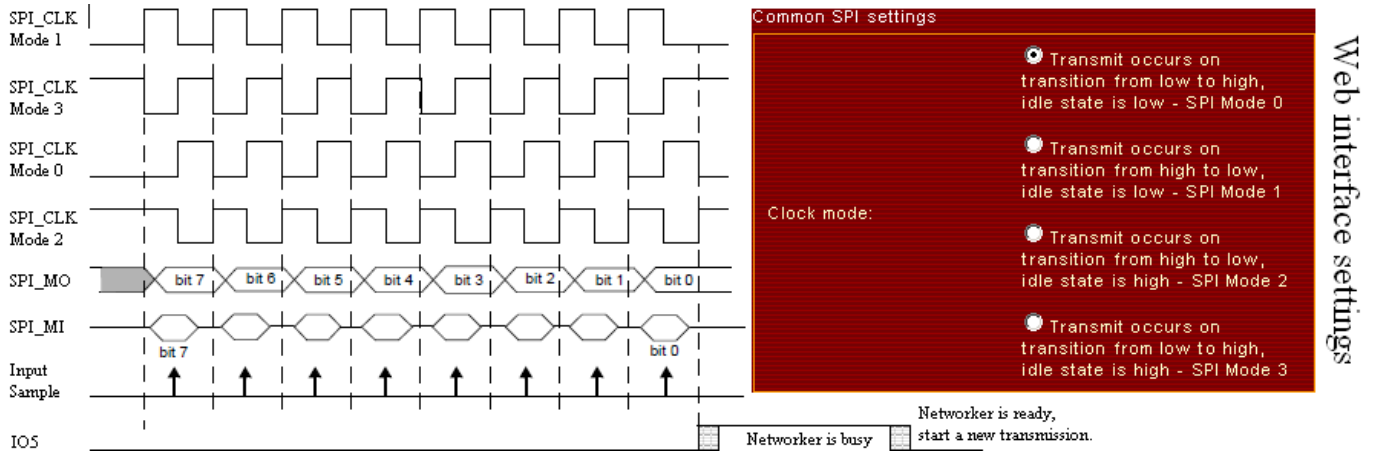 SPI_CLK
Mode 1
SPI_CLK
Mode 3
SPI_CLK
Mode 0
SPI_CLK
Mode 2
SPI_MO
bit 7 bit 6 bit 5 bit 4 bit 3 bit 2 bit 1 bit 0
SPI_MI
bit 7 bit 0
Input
Sample
IO5
Networker is busy
Networker is ready,
start a new transmission.
Common SPI settings
Clock mode:
Transmit occurs on
transition from low to high,
idle state is low - SPI Mode 0
Transmit occurs on
transition from high to low,
idle state is low - SPI Mode 1
Transmit occurs on
transition from high to low,
idle state is high - SPI Mode 2
Transmit occurs on
transition from low to high,
idle state is high - SPI Mode 3
Web interface settings